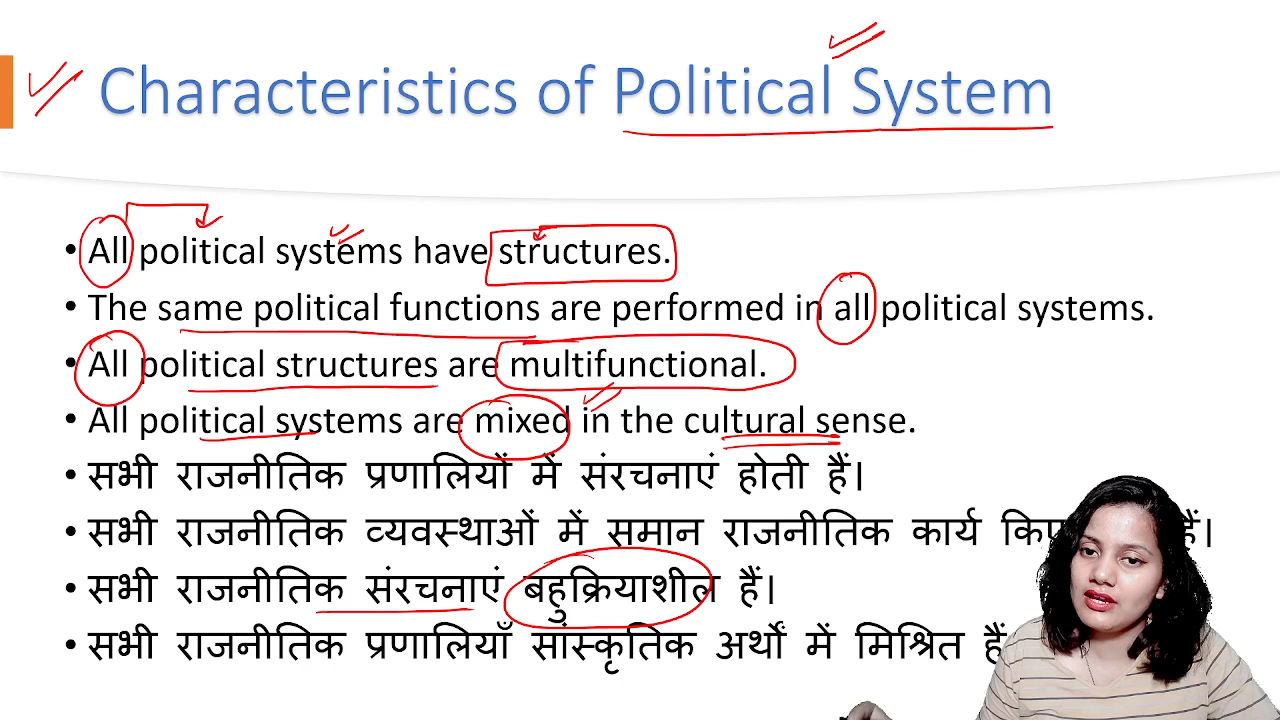 Characteristics of Political System
• All political systems have structures.
• The same political functions are performed in all political systems.
• All political structures are multifunctional.
• All political systems are mixed in the cultural sense.
• सभी राजनीतिक प्रणालियों में संरचनाएं होती हैं।
• सभी राजनीतिक व्यवस्थाओं में समान राजनीतिक कार्य हैं।
• सभी राजनीतिक संरचनाएं बहुक्रियाशील हैं।
• सभी राजनीतिक प्रणालियाँ सांस्कृतिक अर्थों में मिश्रित हैं